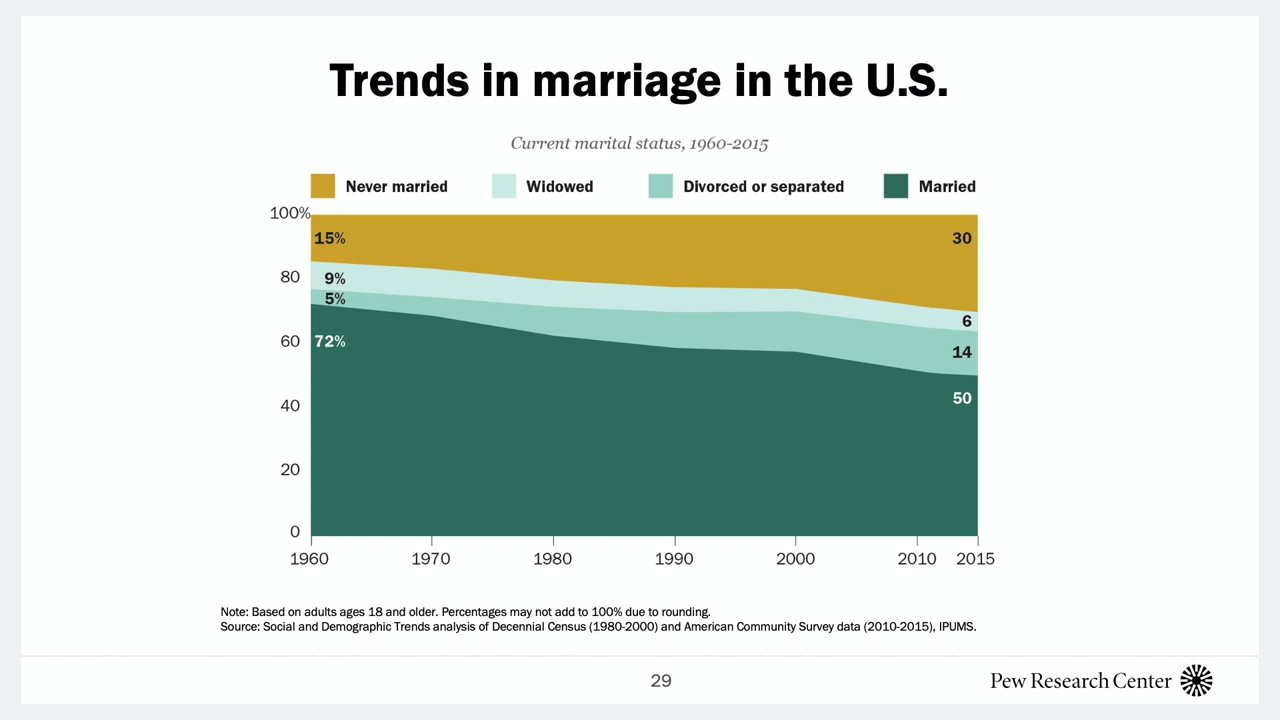 Trends in marriage in the U.S.
Current marital status, 1960-2015
Never married Widowed Divorced or separated Married
100%
15% 30
80 9%
5% 6
60 72% 14
50
40
20
0
1960 1970 1980 1990 2000 2010 2015
Note: Based on adults ages 18 and older. Percentages may not add to 100% due to rounding.
Source: Social and Demographic Trends analysis of Decennial Census (1980-2000) and American Community Survey data (2010-2015), IPUMS.
29 Pew Research Center